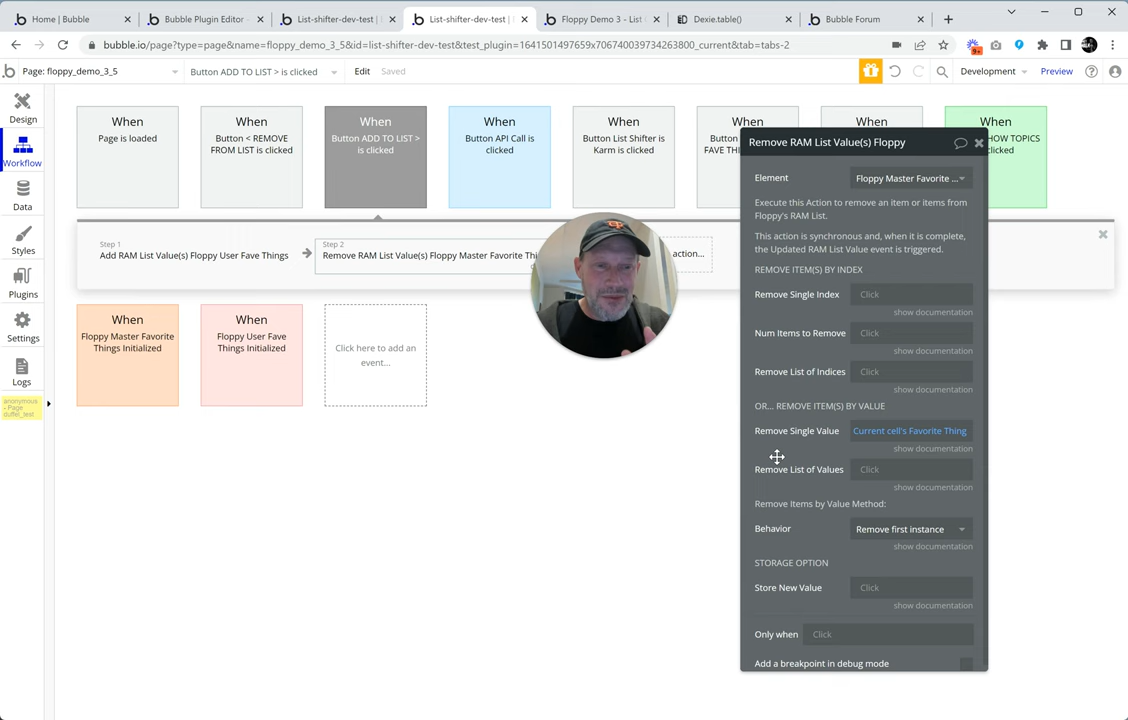 Home | Bubble
Bubble Plugin Editor -
List-shifter-dev-test |
List-shifter-dev-test |
Floppy Demo 3 - List
Dexie.table()
Bubble Forum
bubble.io/page?type=page&name=floppy_demo_3_5&id=list-shifter-dev-test&test_plugin=1641501497659x706740039734263800_current&tab=tabs-2
9+
Page: floppy_demo_3_5
Button ADD TO LIST > is clicked
Edit
Saved
Development
Preview
Design
Workflow
Data
Styles
Plugins
Settings
Logs
anonymous
- Page
duffel_test
When
Page is loaded
When
Button < REMOVE
FROM LIST is clicked
When
Button ADD TO LIST >
is clicked
When
Button API Call is
clicked
When
Button List Shifter is
Karm is clicked
When
Button
FAVE THI
When
When
HOW TOPICS
clicked
Step 1
Add RAM List Value(s) Floppy User Fave Things
Step 2
Remove RAM List Value(s) Floppy Master Favorite Thi
action...
When
Floppy Master Favorite
Things Initialized
When
Floppy User Fave
Things Initialized
Click here to add an
event...
Remove RAM List Value(s) Floppy
Element
Floppy Master Favorite ...
Execute this Action to remove an item or items from
Floppy's RAM List.
This action is synchronous and, when it is complete,
the Updated RAM List Value event is triggered.
REMOVE ITEM(S) BY INDEX
Remove Single Index
Click
show documentation
Num Items to Remove
Click
show documentation
Remove List of Indices
Click
show documentation
OR... REMOVE ITEM(S) BY VALUE
Remove Single Value
Current cell's Favorite Thing
show documentation
Remove List of Values
Click
show documentation
Remove Items by Value Method:
Behavior
Remove first instance
show documentation
STORAGE OPTION
Store New Value
Click
show documentation
Only when
Click
Add a breakpoint in debug mode